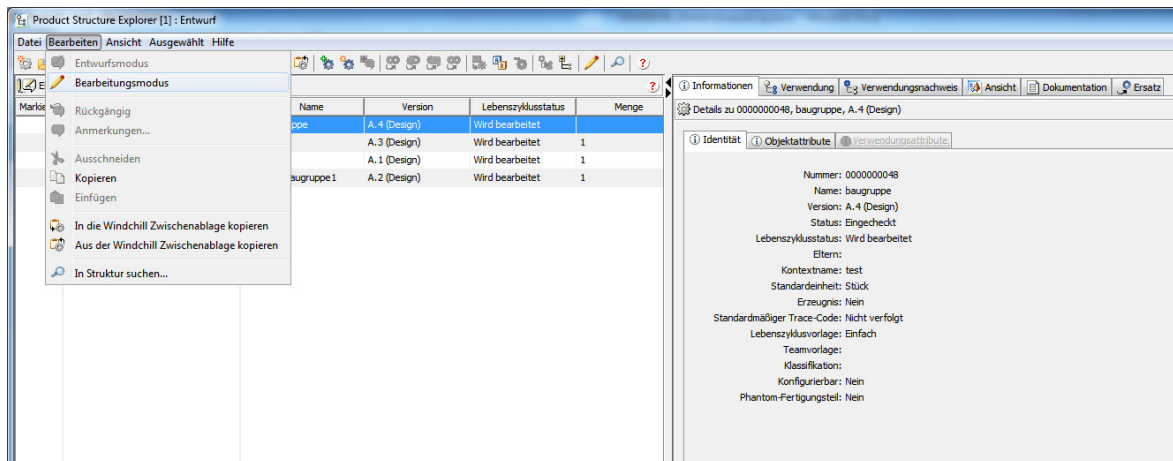 Product Structure Explorer [1] : Entwurf
Datei Bearbeiten Ansicht Ausgewählt Hilfe
Entwurfsmodus
Bearbeitungsmodus
Rückgängig
Anmerkungen...
Ausschneiden
Kopieren
Einfügen
In die Windchill Zwischenablage kopieren
Aus der Windchill Zwischenablage kopieren
In Struktur suchen...
E
Markie Name Version Lebenszyklusstatus Menge
ppe A.4 (Design) Wird bearbeitet
A.3 (Design) Wird bearbeitet 1
A.1 (Design) Wird bearbeitet 1
augruppe1 A.2 (Design) Wird bearbeitet 1
Informationen Verwendung Verwendungsnachweis Ansicht Dokumentation Ersatz
Details zu 0000000048, baugruppe, A.4 (Design)
Identität Objektattribute Verwendungsattribute
Nummer: 0000000048
Name: baugruppe
Version: A.4 (Design)
Status: Eingecheckt
Lebenszyklusstatus: Wird bearbeitet
Eltern:
Kontextname: test
Standardeinheit: Stück
Erzeugnis: Nein
Standardmäßiger Trace-Code: Nicht verfolgt
Lebenszyklusvorlage: Einfach
Teamvorlage:
Klassifikation:
Konfigurierbar: Nein
Phantom-Fertigungsteil: Nein